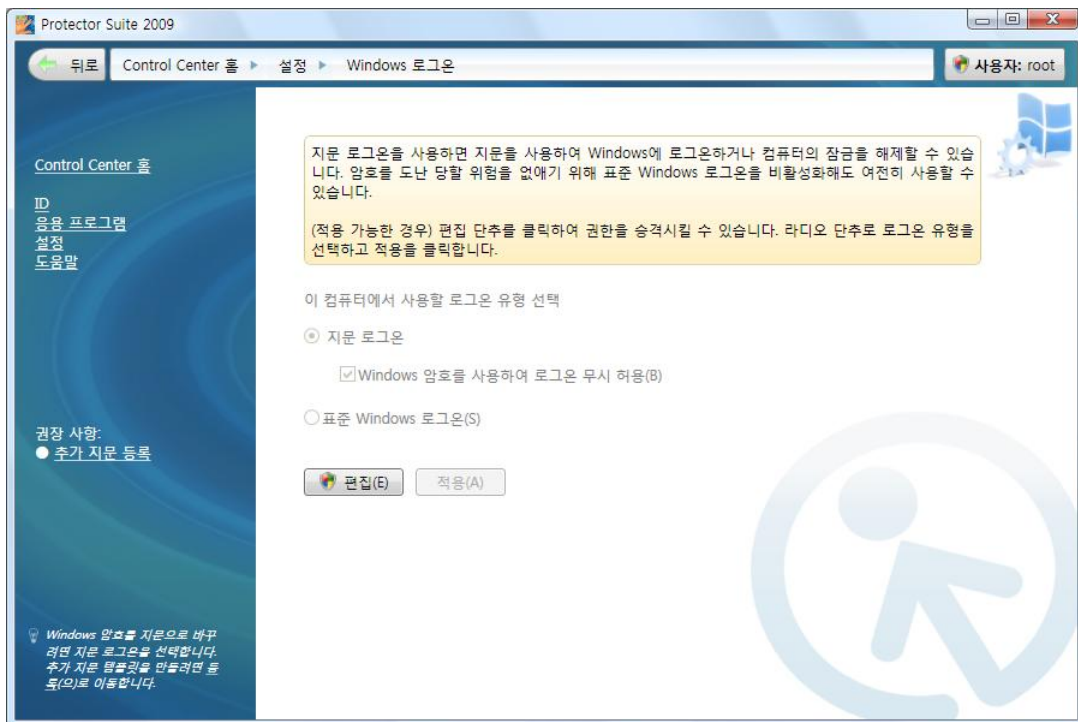 Protector Suite 2009
뒤로 Control Center 홈 ▶ 설정 ▶ Windows 로그온 사용자: root
Control Center 홈
ID
응용 프로그램
설정
도움말
지문 로그온을 사용하면 지문을 사용하여 Windows에 로그온하거나 컴퓨터의 잠금을 해제할 수 있습
니다. 암호를 도난 당할 위험을 없애기 위해 표준 Windows 로그온을 비활성화해도 여전히 사용할 수
있습니다.
(적용 가능한 경우) 편집 단추를 클릭하여 권한을 승격시킬 수 있습니다. 라디오 단추로 로그온 유형을
선택하고 적용을 클릭합니다.
이 컴퓨터에서 사용할 로그온 유형 선택
지문 로그온
Windows 암호를 사용하여 로그온 무시 허용(B)
표준 Windows 로그온(S)
편집(E) 적용(A)
권장 사항:
추가 지문 등록
Windows 암호를 지문으로 바꾸
려면 지문 로그온을 선택합니다.
추가 지문 템플릿을 만들려면 등
록(으)로 이동합니다.